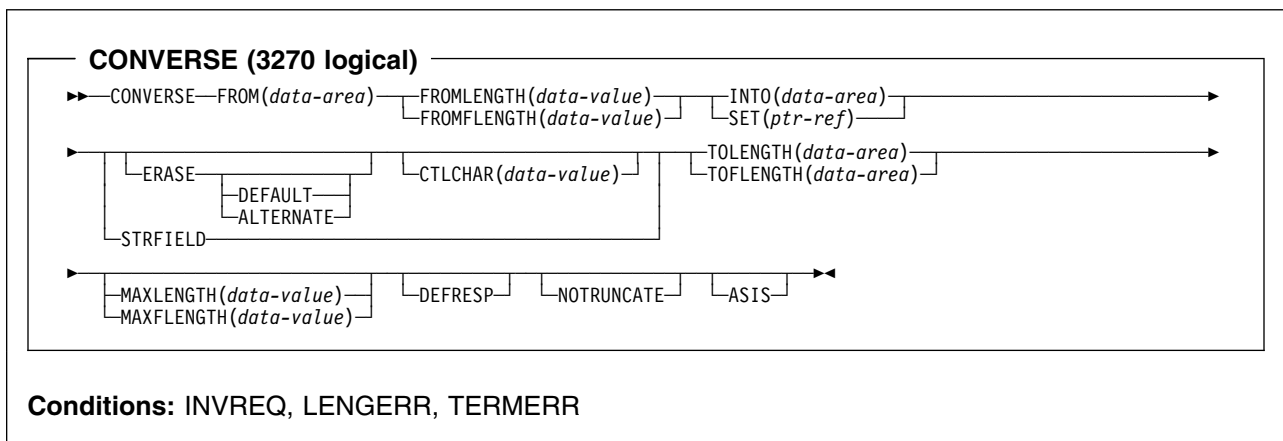 CONVERSE (3270 logical)
CONVERSE FROM(data-area) FROMLENGTH(data-value) INTO(data-area)
FROMFLENGTH(data-value) SET(ptr-ref)
TOLENGTH(data-area)
ERASE CTLCHAR(data-value) TOFLENGTH(data-area)
DEFAULT
ALTERNATE
STRFIELD
MAXLENGTH(data-value) DEFRESP NOTRUNCATE ASIS
MAXFLENGTH(data-value)
Conditions: INVREQ, LENGERR, TERMERR